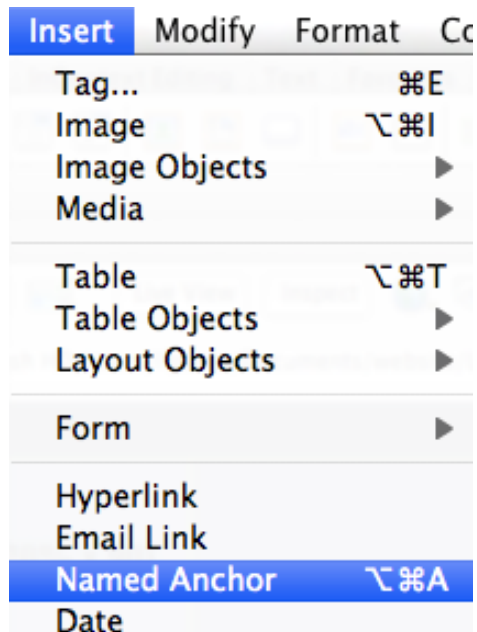 Insert Modify Format Co
Tag... ⌘E
Image ⌥⌘I
Image Objects ▶
Media ▶
Table ⌥⌘T
Table Objects ▶
Layout Objects ▶
Form ▶
Hyperlink
Email Link
Named Anchor ⌥⌘A
Date